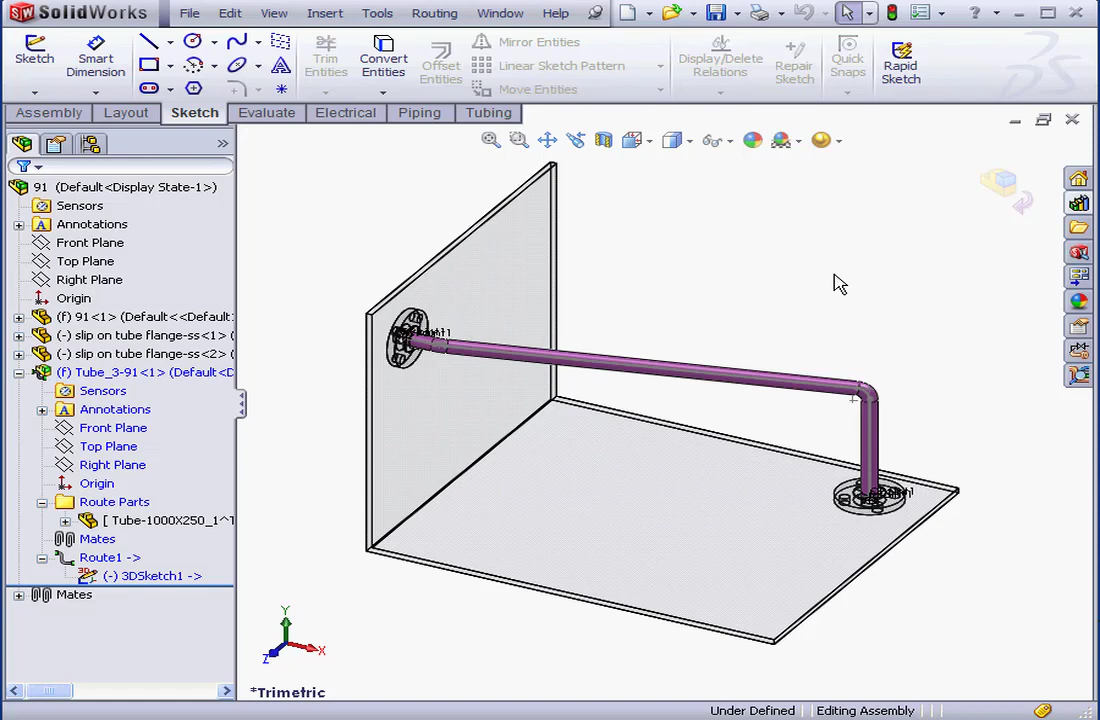 SolidWorks File Edit View Insert Tools Routing Window Help ?
Sketch Smart Dimension Trim Entities Convert Entities Offset Entities Mirror Entities Linear Sketch Pattern Move Entities Display/Delete Relations Repair Sketch Quick Snaps Rapid Sketch
Assembly Layout Sketch Evaluate Electrical Piping Tubing
91 (Default<Display State-1>)
Sensors
Annotations
Front Plane
Top Plane
Right Plane
Origin
(f) 91<1> (Default<<Default
(-) slip on tube flange-ss<1> (
(-) slip on tube flange-ss<2> (
(f) Tube_3-91<1> (Default<D
Sensors
Annotations
Front Plane
Top Plane
Right Plane
Origin
Route Parts
[ Tube-1000X250_1^T
Mates
Route1 ->
3D
(-) 3DSketch1 ->
Mates
Y
X
Z
*Trimetric
Under Defined Editing Assembly